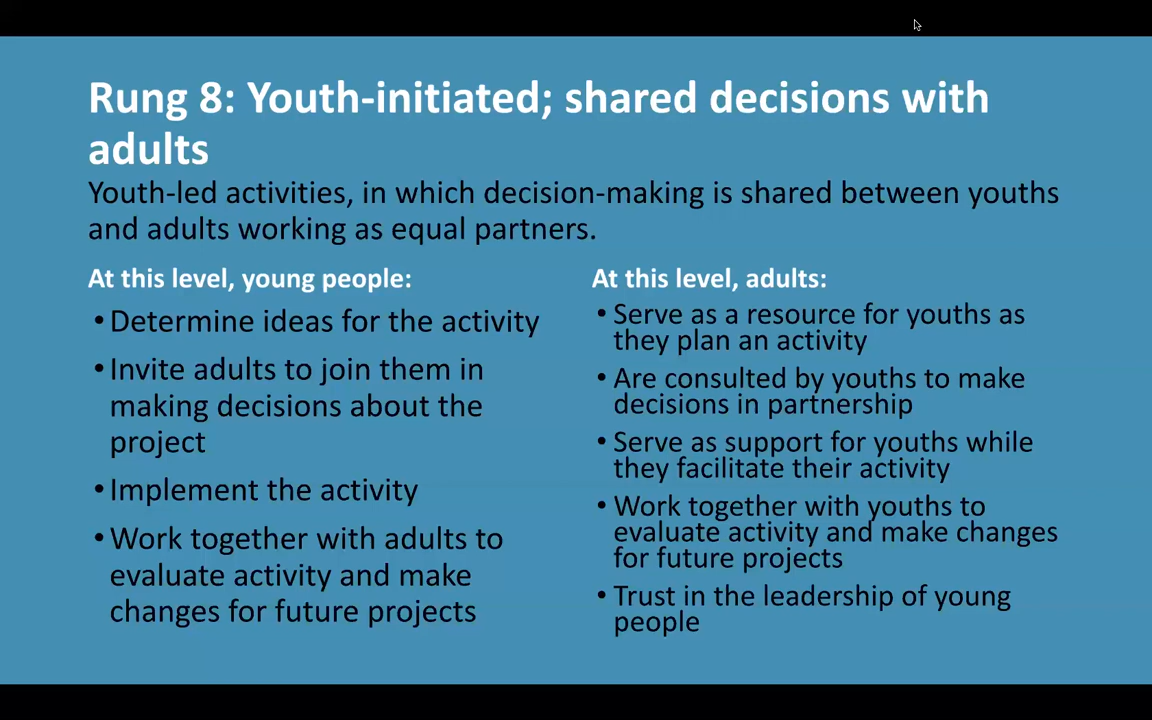 Rung 8: Youth-initiated; shared decisions with
adults
Youth-led activities, in which decision-making is shared between youths
and adults working as equal partners.
At this level, young people:
•Determine ideas for the activity
•Invite adults to join them in
making decisions about the
project
•Implement the activity
•Work together with adults to
evaluate activity and make
changes for future projects
At this level, adults:
•Serve as a resource for youths as
they plan an activity
•Are consulted by youths to make
decisions in partnership
•Serve as support for youths while
they facilitate their activity
•Work together with youths to
evaluate activity and make changes
for future projects
•Trust in the leadership of young
people